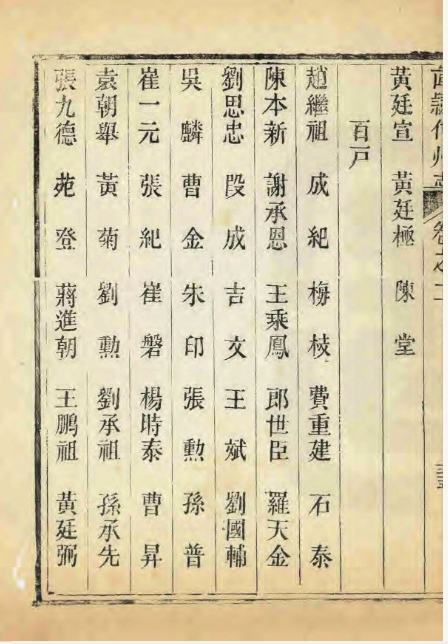 黃廷宣　黃廷極　陳　堂
百戸
趙繼祖　成　紀　梅　枝　費重建　石　泰
陳本新　謝承恩　王乘鳳　郎世臣　羅天金
劉思忠　段　成　吉　文　王　斌　劉國輔
吳　麟　曹　金　朱　印　張　勲　孫　普
崔一元　張　紀　崔　磐　楊時泰　曹　昇
袁朝舉　黃　菊　劉　勲　劉承祖　孫承先
張九德　苑　登　蔣進朝　王鵬祖　黃廷弼